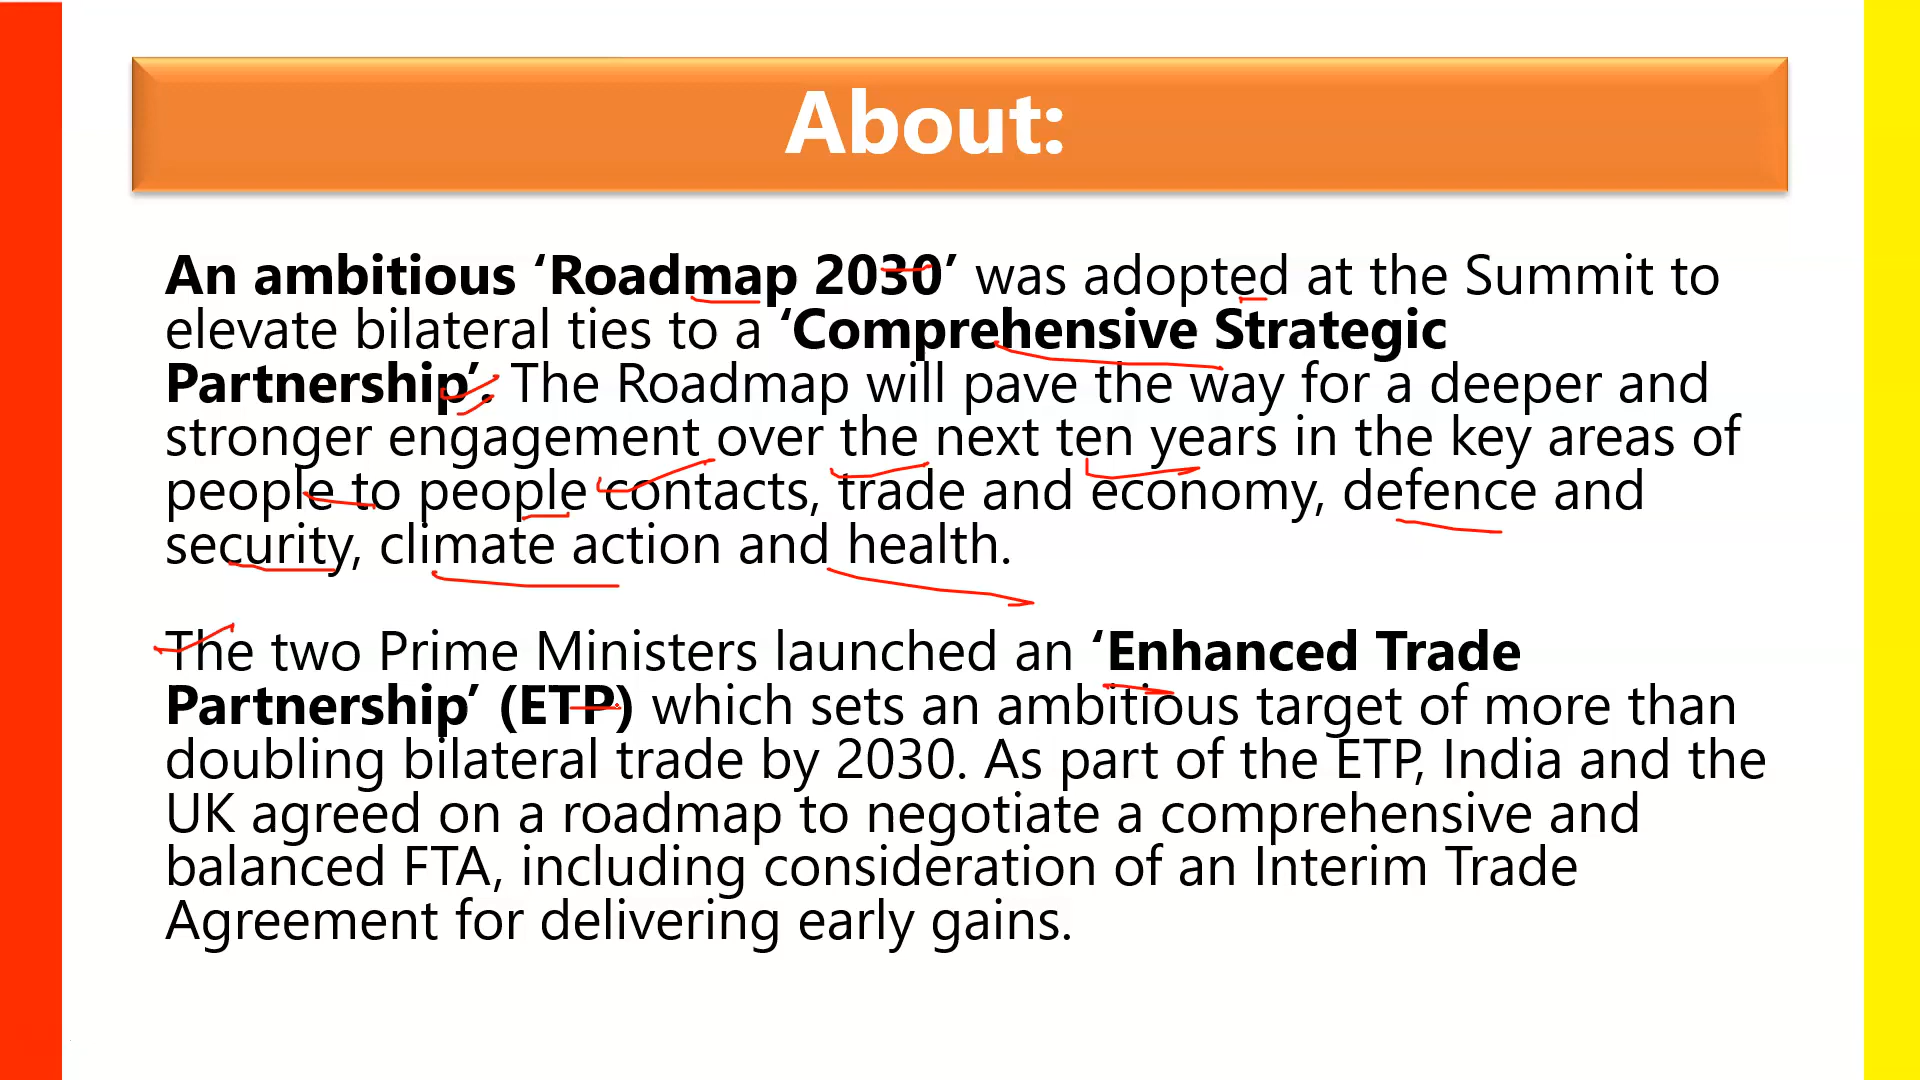 About:
An ambitious ‘Roadmap 2030’ was adopted at the Summit to
elevate bilateral ties to a ‘Comprehensive Strategic
Partnership’. The Roadmap will pave the way for a deeper and
stronger engagement over the next ten years in the key areas of
people to people contacts, trade and economy, defence and
security, climate action and health.
The two Prime Ministers launched an ‘Enhanced Trade
Partnership’ (ETP) which sets an ambitious target of more than
doubling bilateral trade by 2030. As part of the ETP, India and the
UK agreed on a roadmap to negotiate a comprehensive and
balanced FTA, including consideration of an Interim Trade
Agreement for delivering early gains.